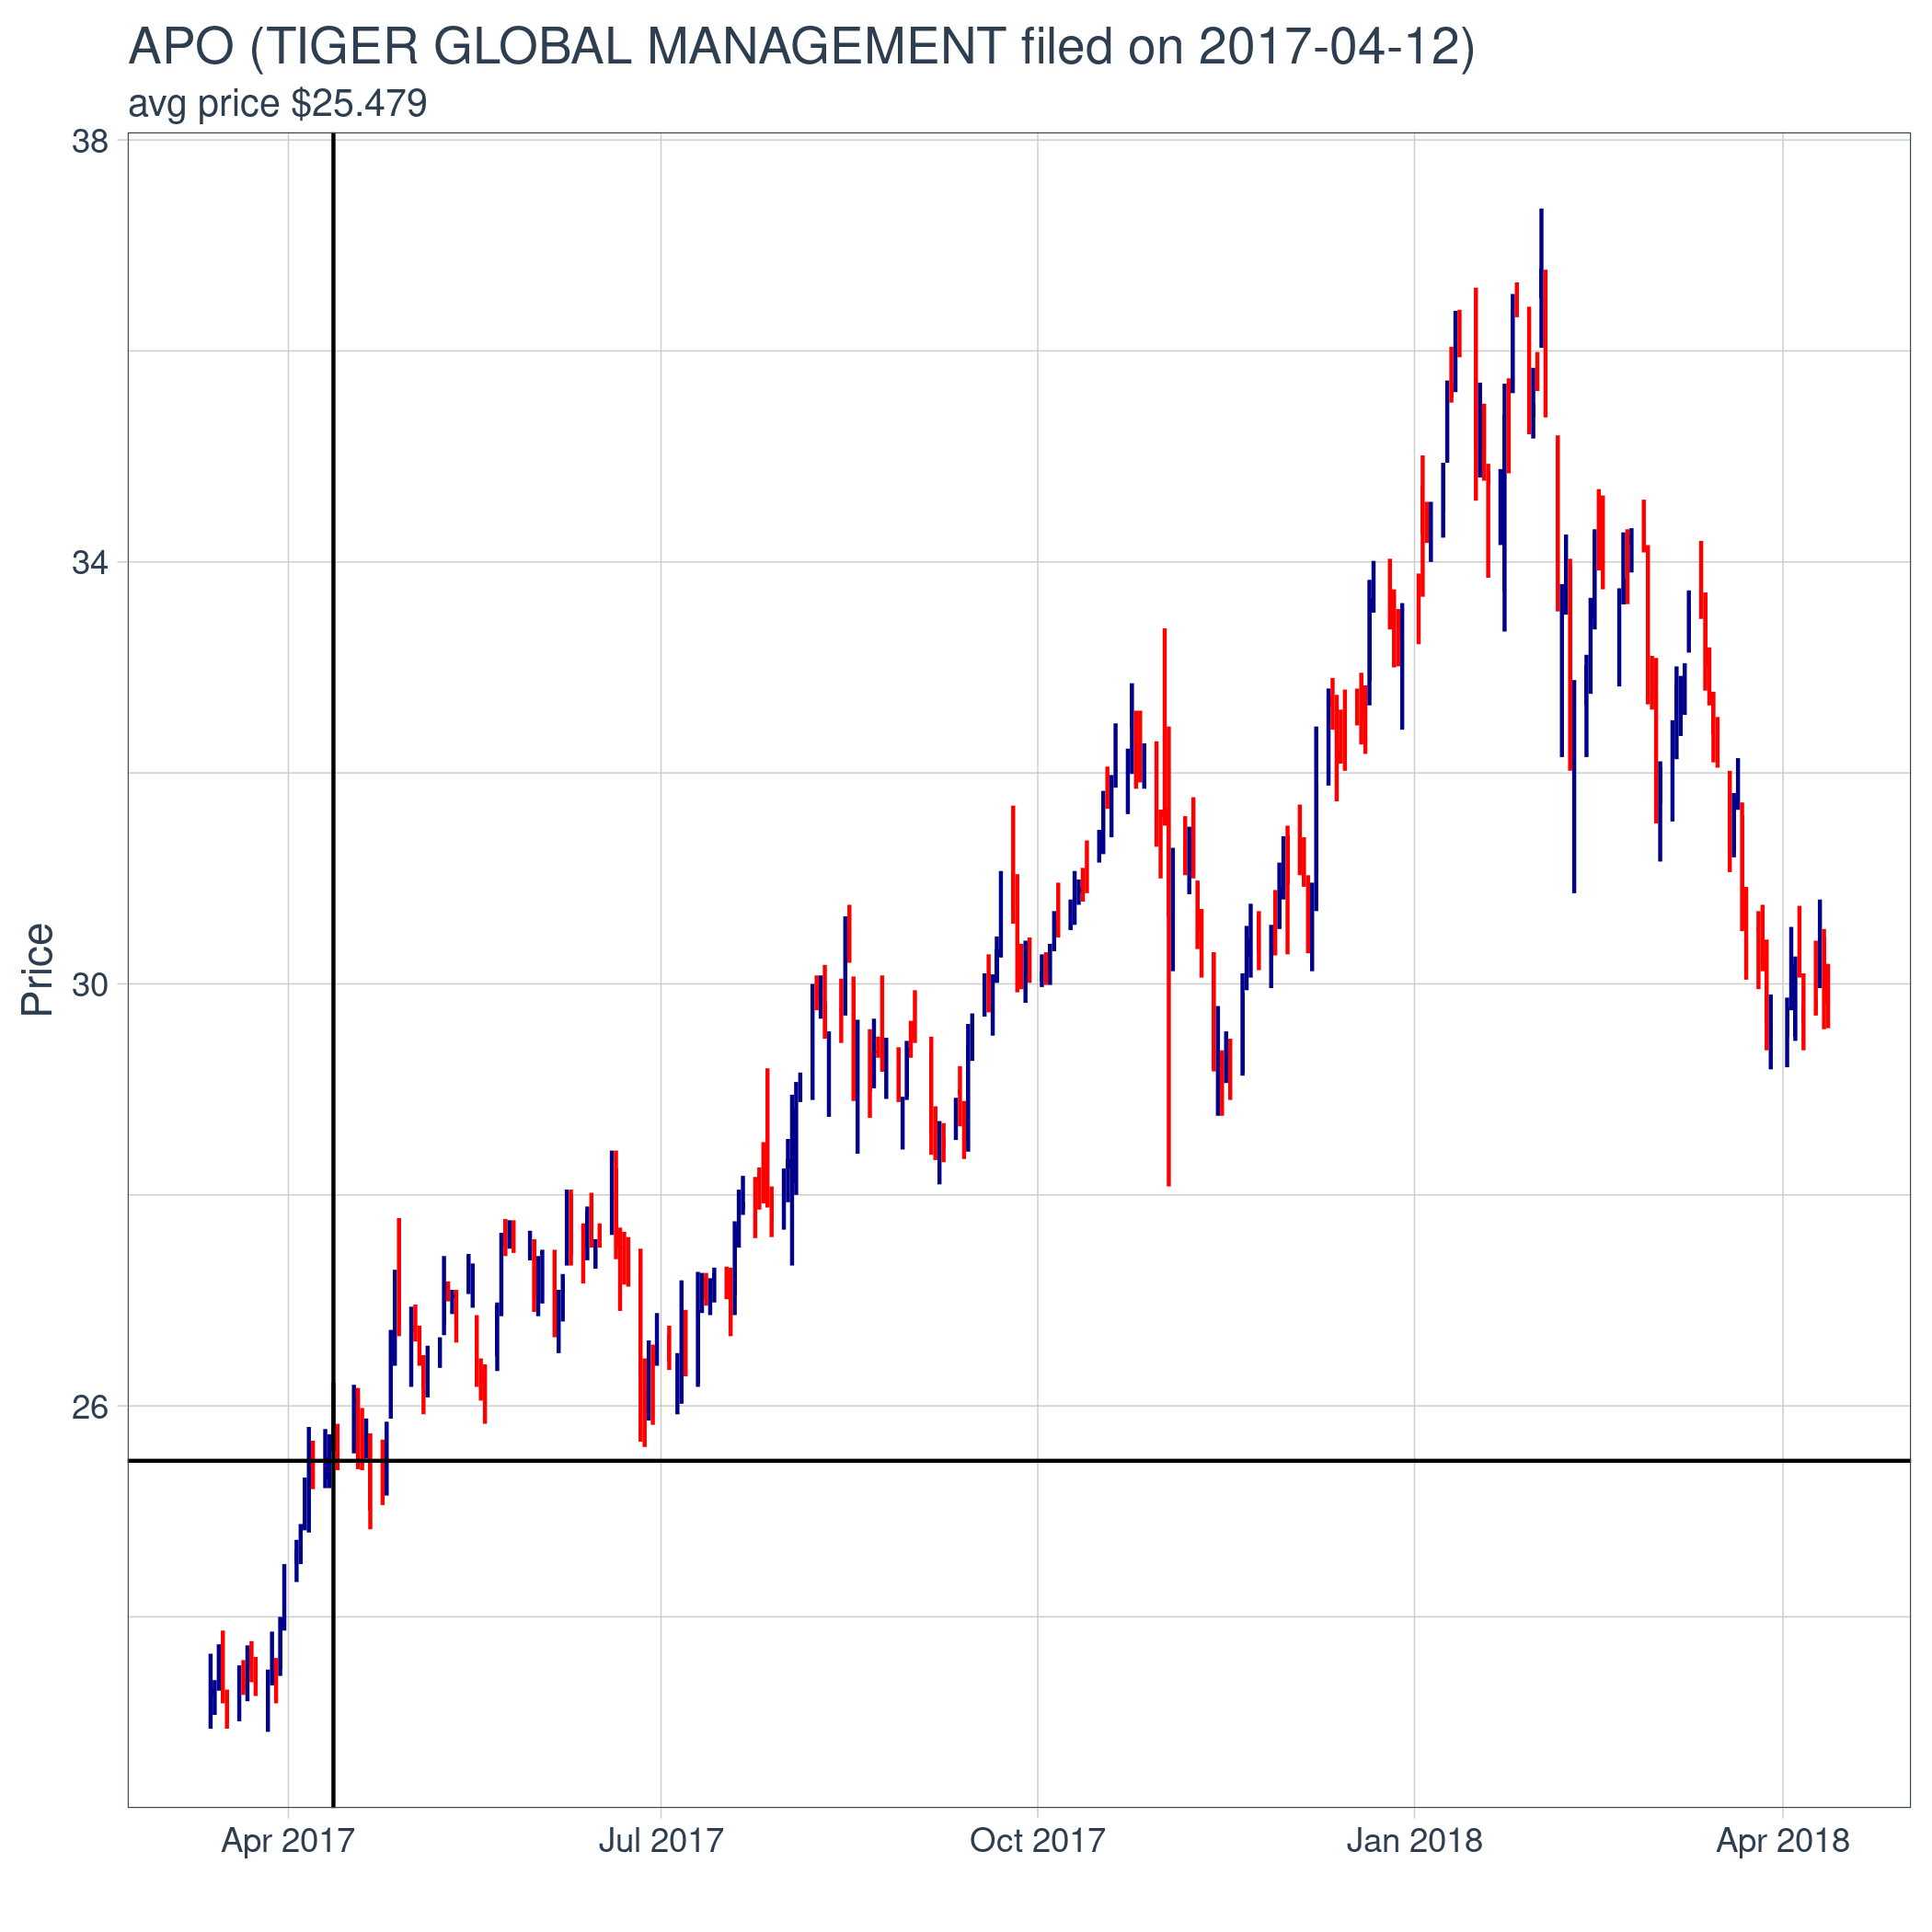 APO (TIGER GLOBAL MANAGEMENT filed on 2017-04-12)
avg price $25.479
38
34
30
26
Price
Apr 2017
Jul 2017
Oct 2017
Jan 2018
Apr 2018